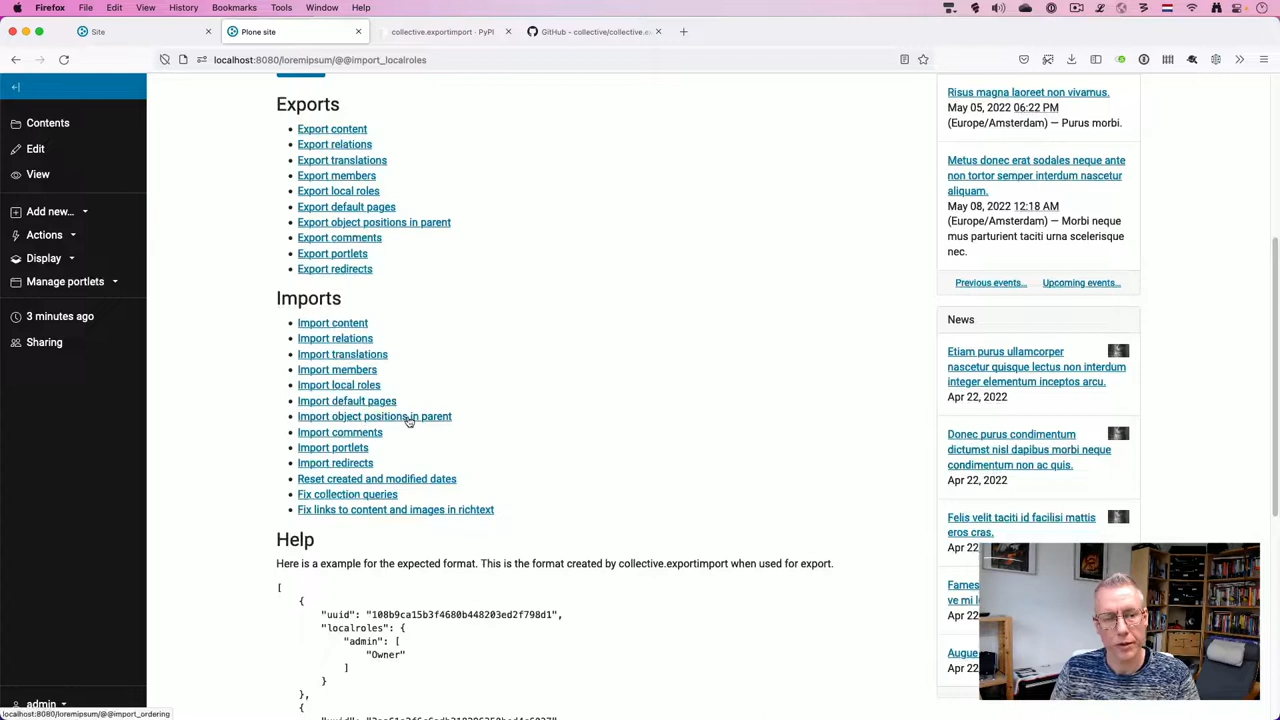 Firefox File Edit View History Bookmarks Tools Window Help
Site
Plone site
collective.exportimport · PyPI
GitHub - collective/collective.e
localhost:8080/loremipsum/@@import_localroles
Contents
Edit
View
Add new...
Actions
Display
Manage portlets
3 minutes ago
Sharing
admin
Exports
Export content
Export relations
Export translations
Export members
Export local roles
Export default pages
Export object positions in parent
Export comments
Export portlets
Export redirects
Imports
Import content
Import relations
Import translations
Import members
Import local roles
Import default pages
Import object positions in parent
Import comments
Import portlets
Import redirects
Reset created and modified dates
Fix collection queries
Fix links to content and images in richtext
Help
Here is a example for the expected format. This is the format created by collective.exportimport when used for export.
[
{
"uuid": "108b9ca15b3f4680b448203ed2f798d1",
"localroles": {
"admin": [
"Owner"
]
}
},
{
Risus magna laoreet non vivamus.
May 05, 2022 06:22 PM
(Europe/Amsterdam) — Purus morbi.
Metus donec erat sodales neque ante
non tortor semper interdum nascetur
aliquam.
May 08, 2022 12:18 AM
(Europe/Amsterdam) — Morbi neque
mus parturient taciti urna scelerisque
nec.
Previous events... Upcoming events...
News
Etiam purus ullamcorper
nascetur quisque lectus non interdum
integer elementum inceptos arcu.
Apr 22, 2022
Donec purus condimentum
dictumst nisl dapibus morbi neque
condimentum non ac quis.
Apr 22, 2022
Felis velit taciti id facilisi mattis
eros cras.
Apr 22
Fames
ve mi l
Apr 22
Augue
Apr 22
localhost:8080/loremipsum/@@import_ordering